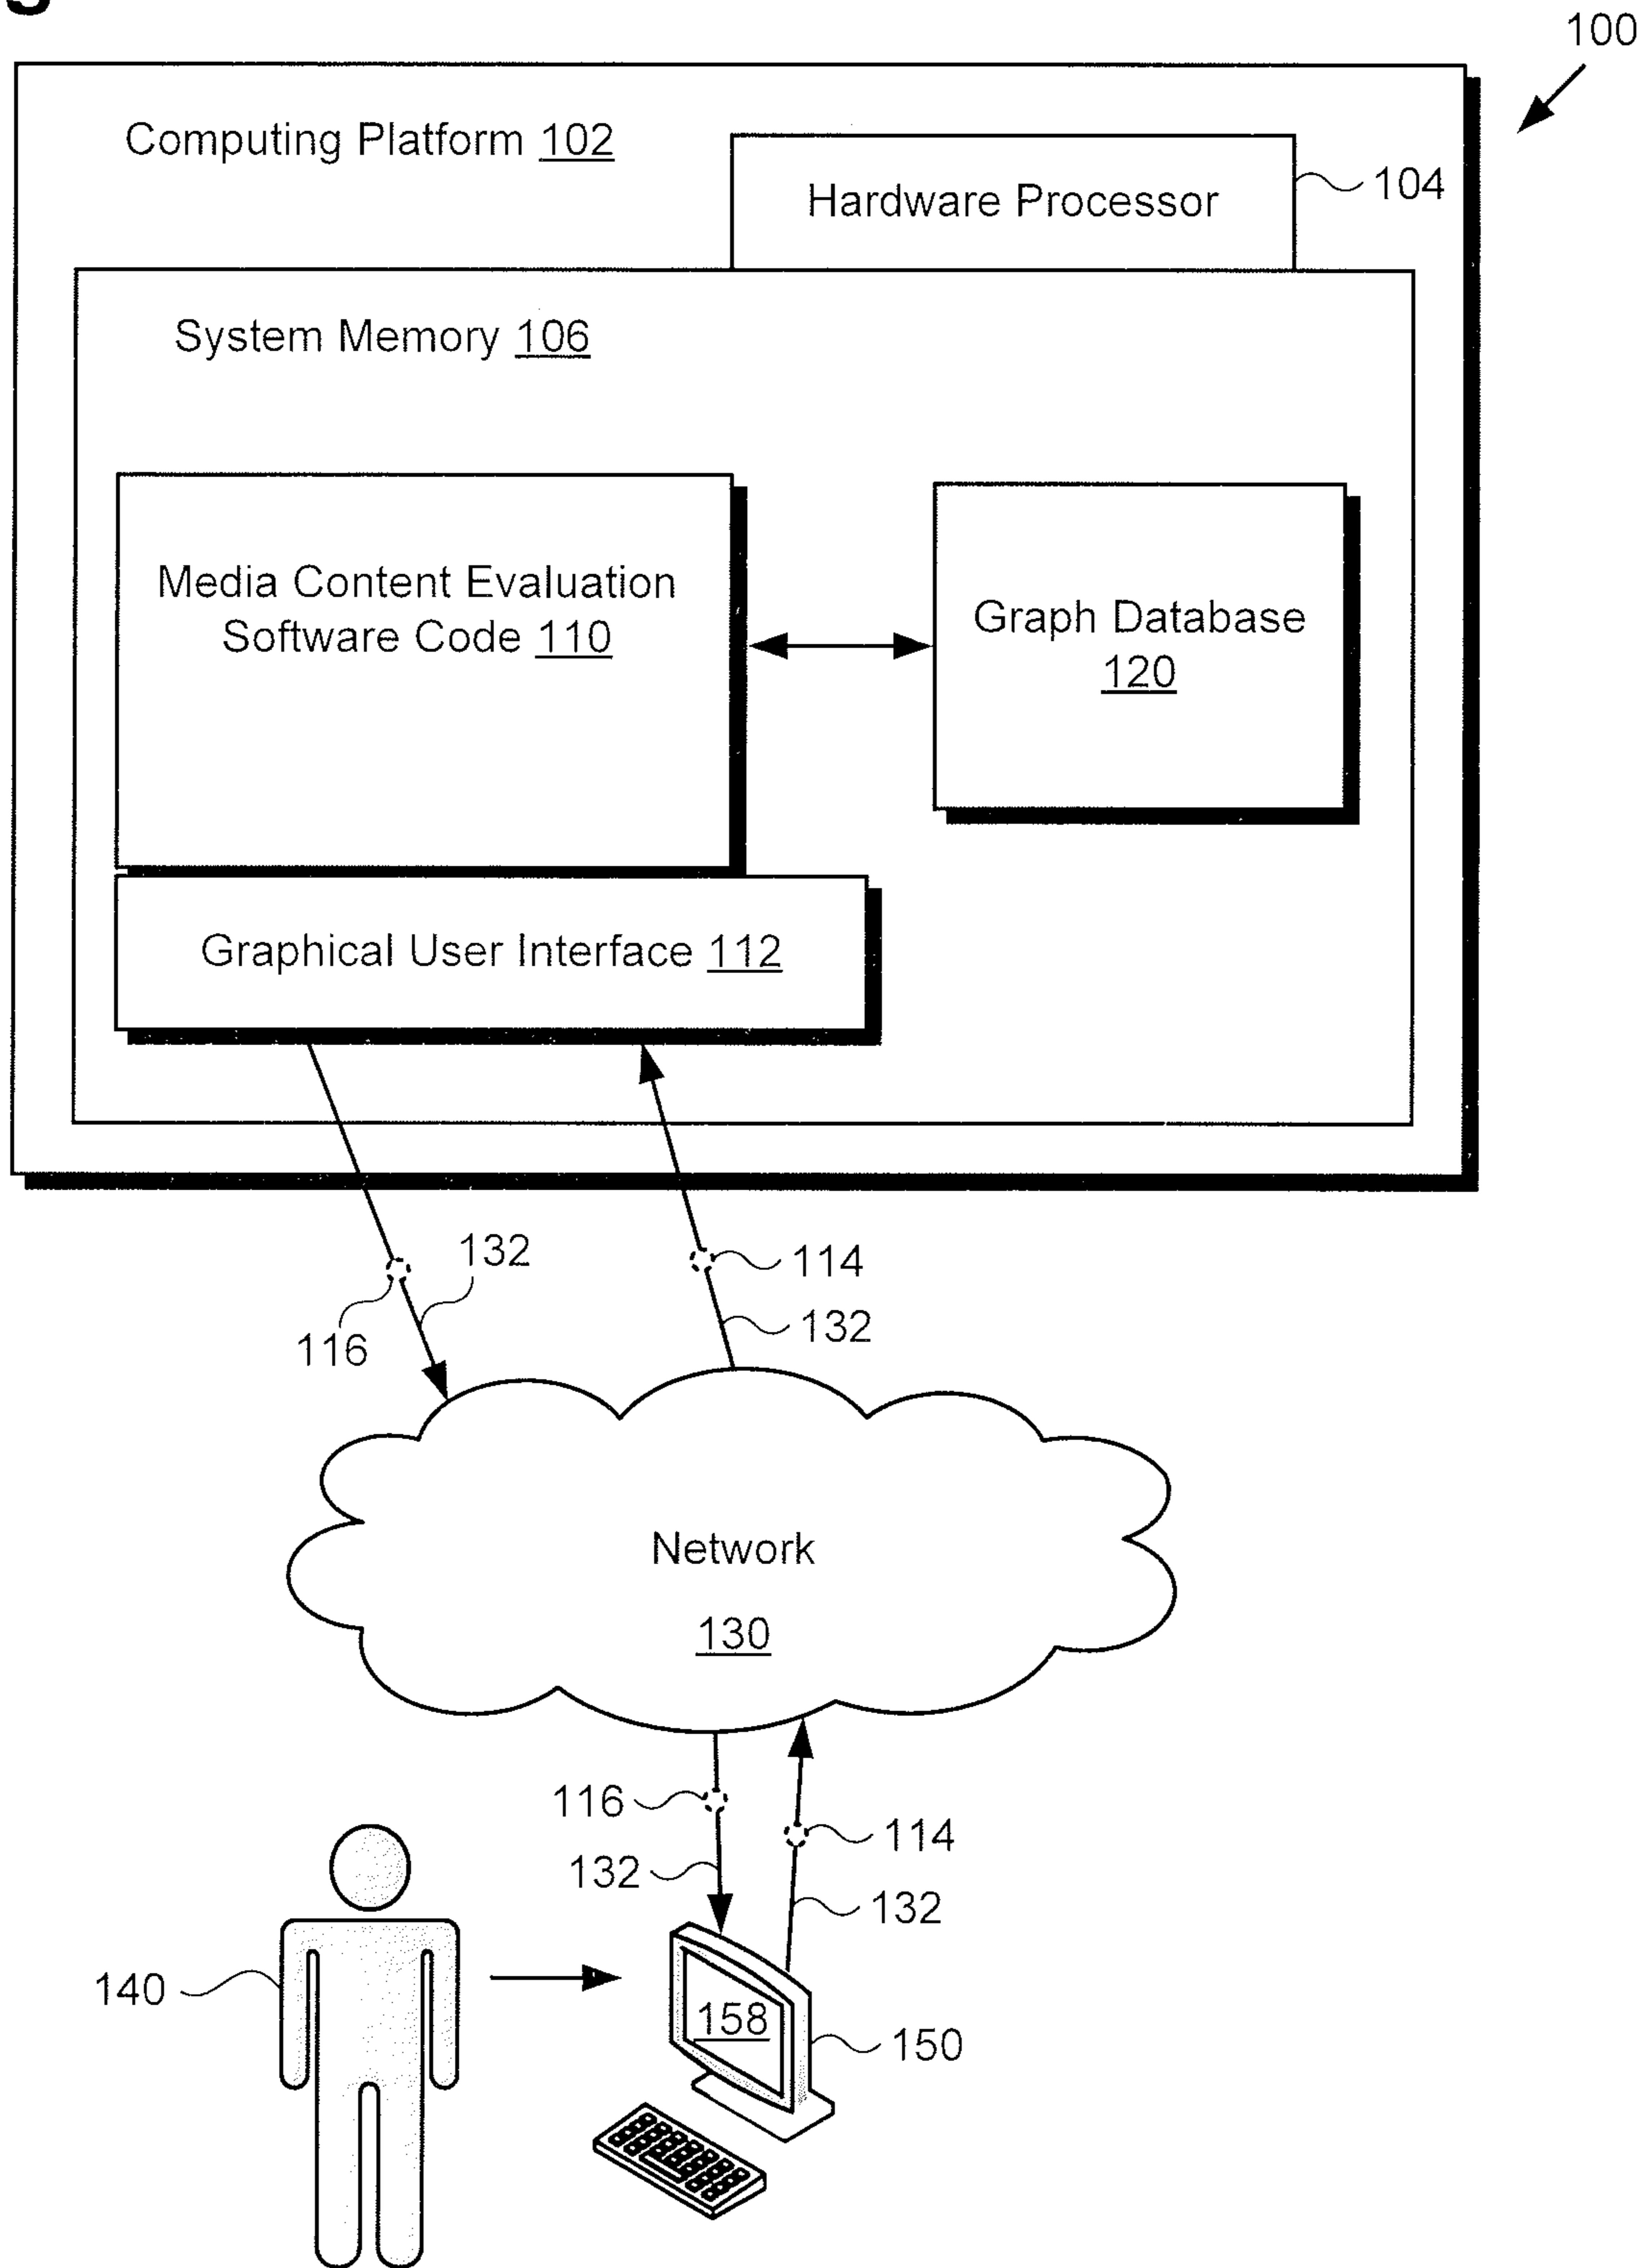 100
Computing Platform 102
Hardware Processor
104
System Memory 106
Media Content Evaluation
Software Code 110
Graph Database
120
Graphical User Interface 112
132
114
116
132
Network
130
116
114
132
132
140
158
150